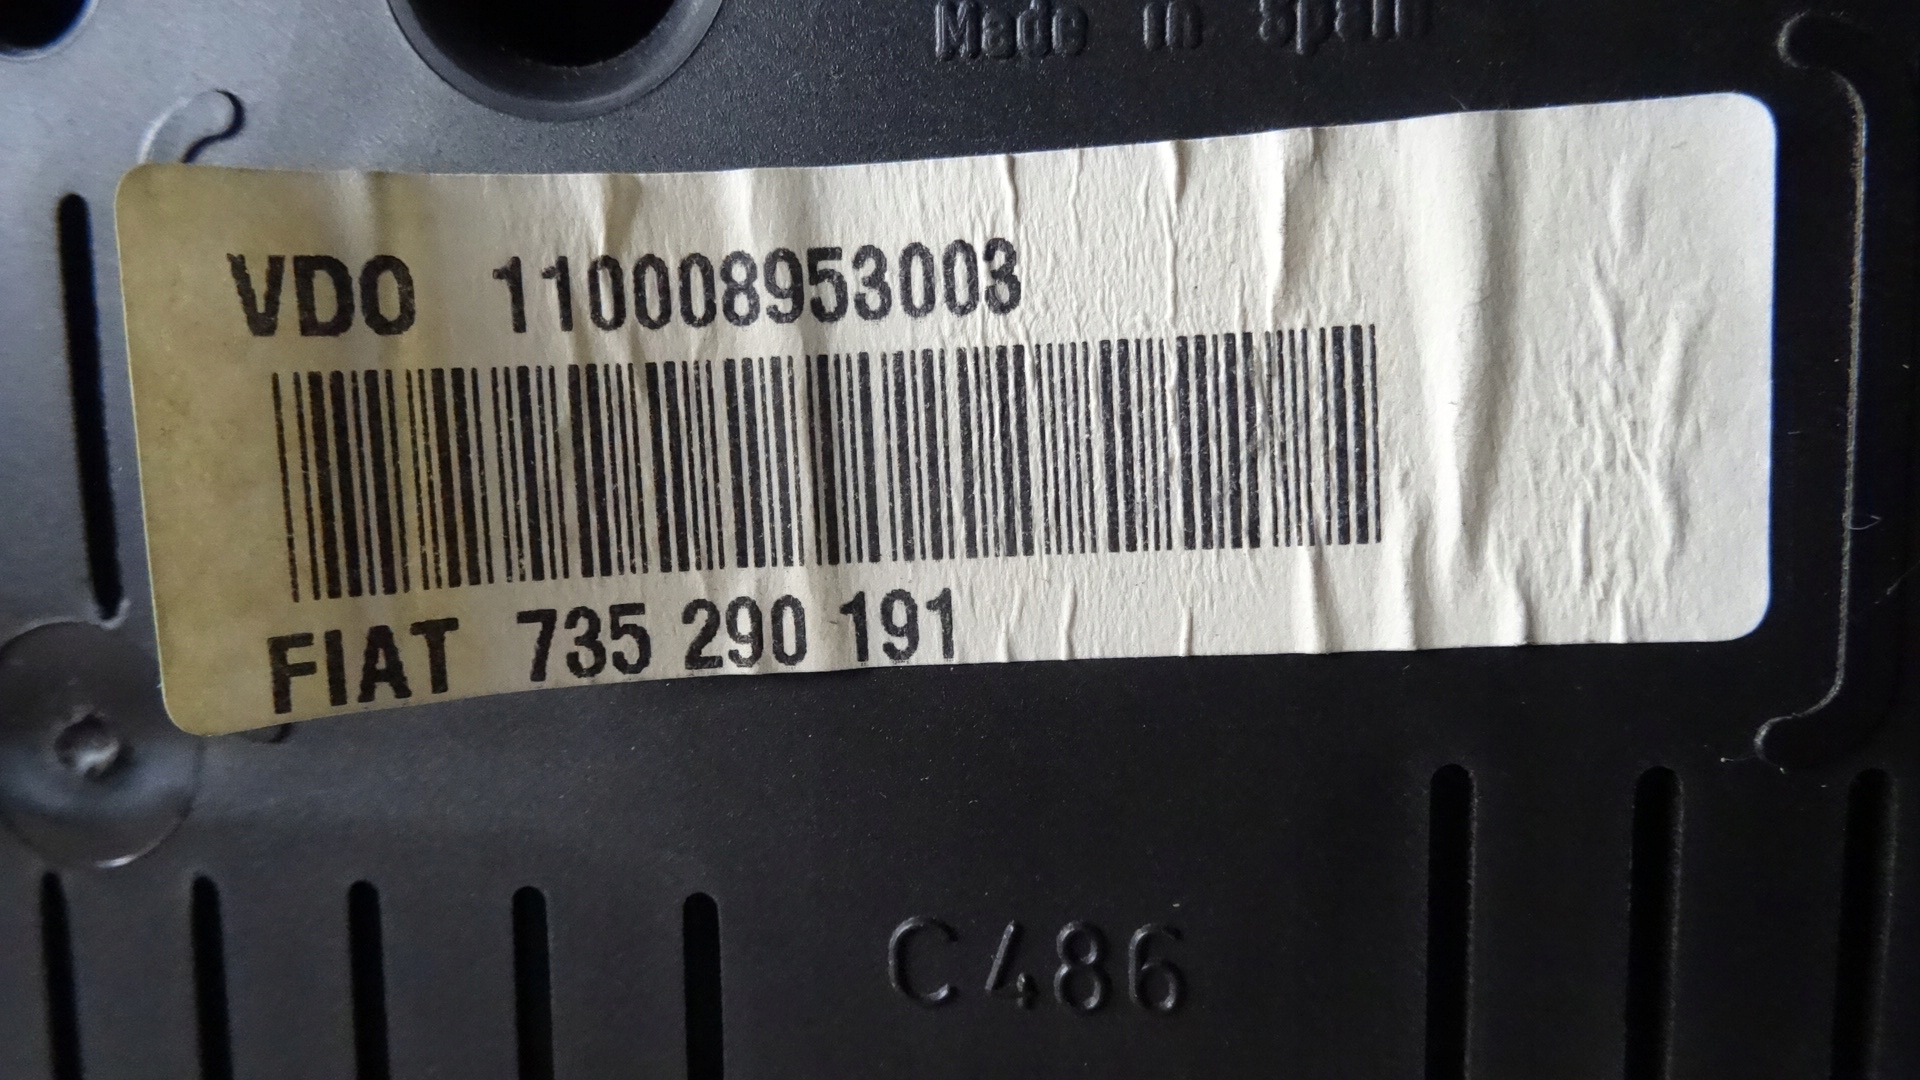 Made in Spain
VDO 110008953003
FIAT 735 290 191
C486